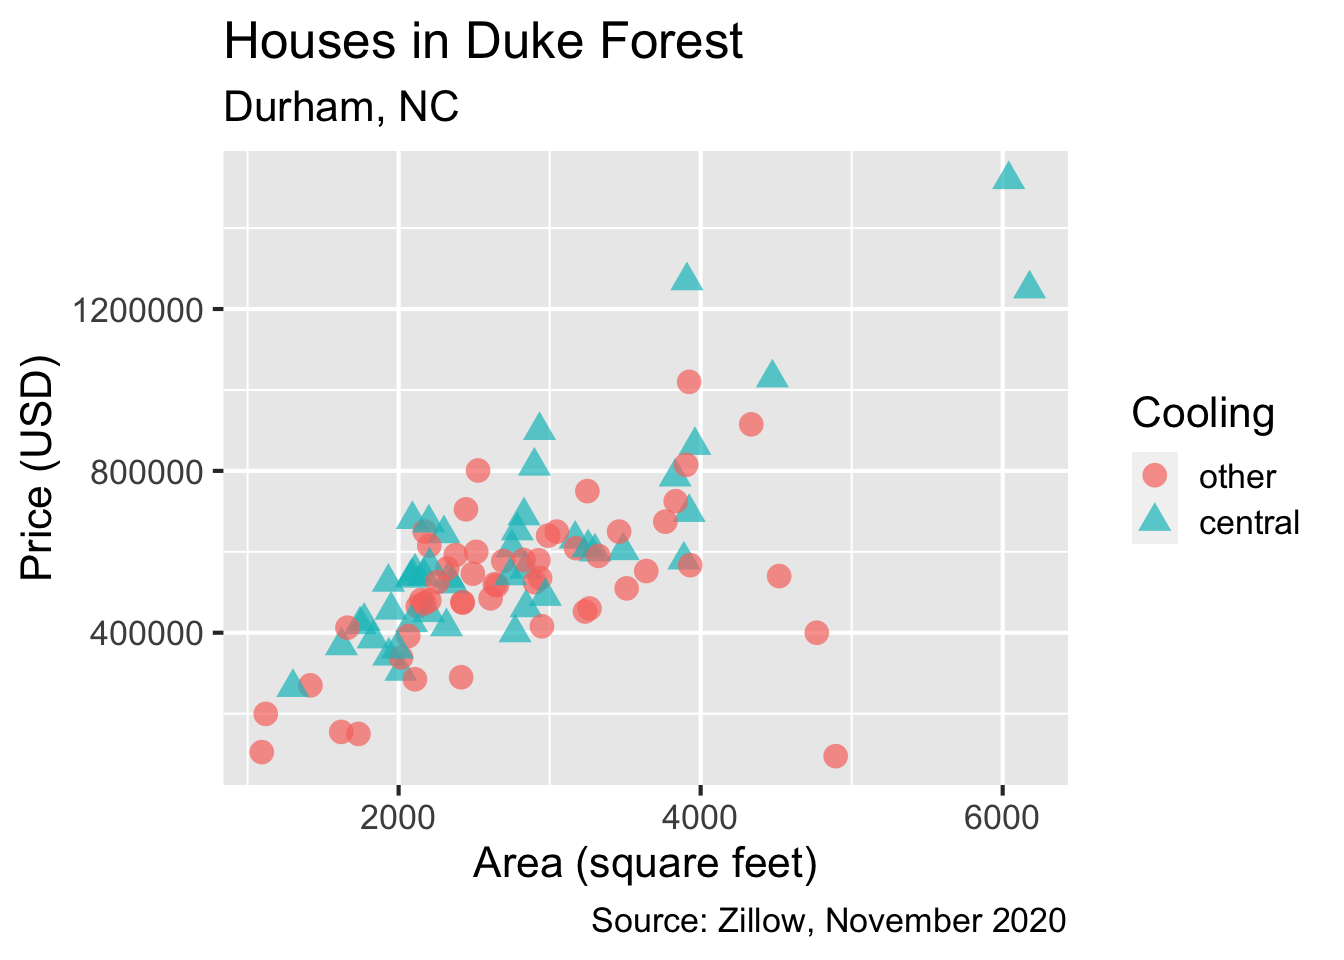 Houses in Duke Forest
Durham, NC
Price (USD)
1200000
800000
400000
2000 4000 6000
Area (square feet)
Cooling
other
central
Source: Zillow, November 2020